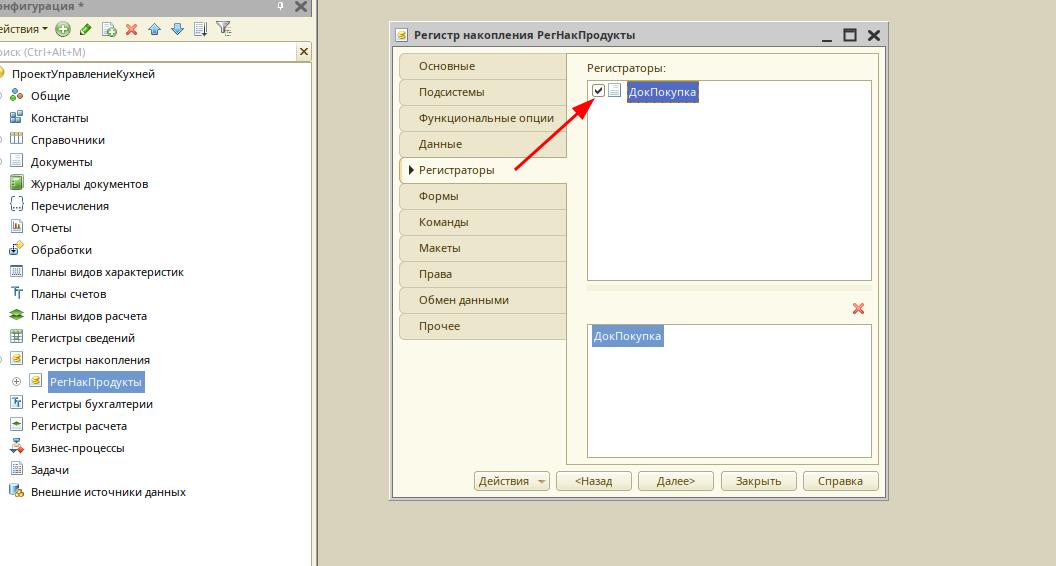 Конфигурация *
Действия
Поиск (Ctrl+Alt+M)
ПроектУправлениеКухней
Общие
Константы
Справочники
Документы
Журналы документов
Перечисления
Отчеты
Обработки
Планы видов характеристик
Планы счетов
Планы видов расчета
Регистры сведений
Регистры накопления
РегНакПродукты
Регистры бухгалтерии
Регистры расчета
Бизнес-процессы
Задачи
Внешние источники данных
Регистр накопления РегНакПродукты
Основные
Подсистемы
Функциональные опции
Данные
Регистраторы
Формы
Команды
Макеты
Права
Обмен данными
Прочее
Регистраторы:
ДокПокупка
ДокПокупка
Действия
<Назад
Далее>
Закрыть
Справка